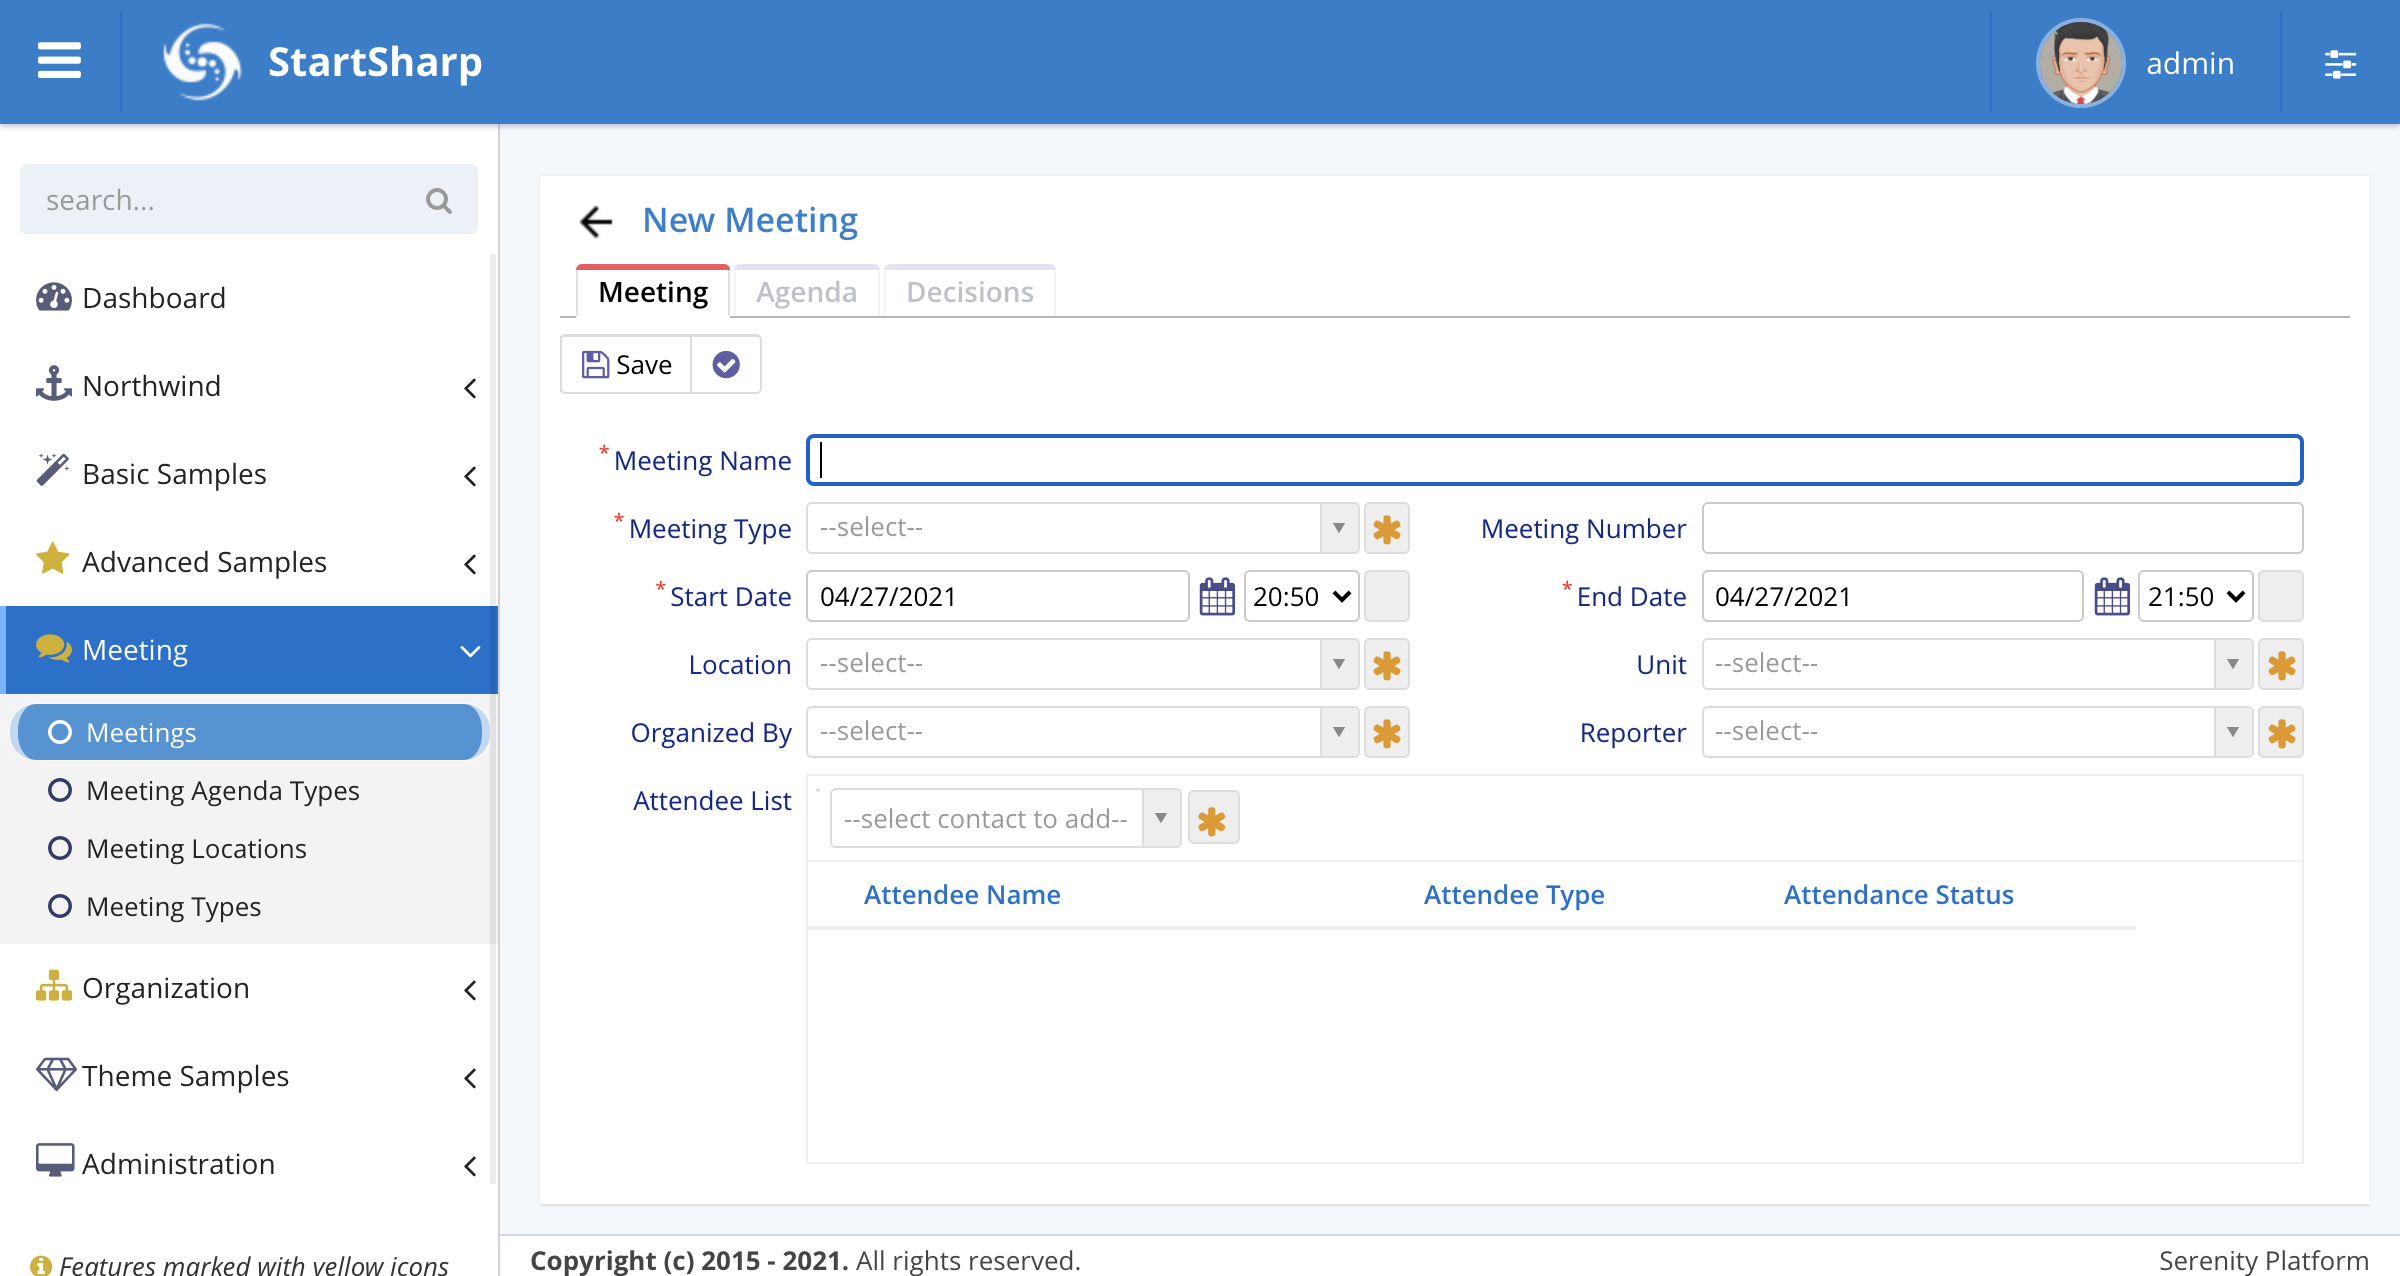 StartSharp
admin
search...
Dashboard
Northwind
Basic Samples
Advanced Samples
Meeting
Meetings
Meeting Agenda Types
Meeting Locations
Meeting Types
Organization
Theme Samples
Administration
Features marked with yellow icons
New Meeting
Meeting Agenda Decisions
Save
* Meeting Name
* Meeting Type --select-- Meeting Number
* Start Date 04/27/2021 20:50 * End Date 04/27/2021 21:50
Location --select-- Unit --select--
Organized By --select-- Reporter --select--
Attendee List --select contact to add--
Attendee Name Attendee Type Attendance Status
Copyright (c) 2015 - 2021. All rights reserved. Serenity Platform